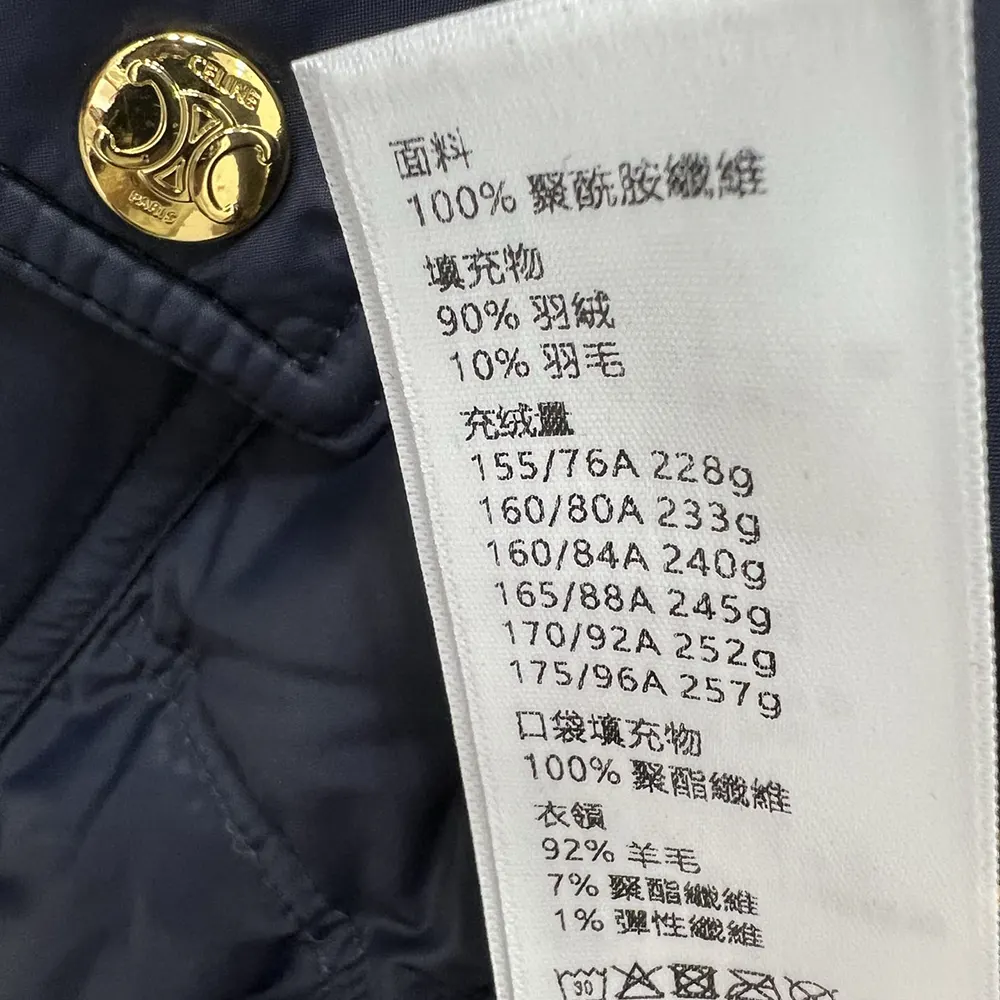 CELINE
PARIS
面料
100% 聚酰胺纖維
填充物
90% 羽絨
10% 羽毛
充绒量
155/76A 228g
160/80A 233g
160/84A 240g
165/88A 245g
170/92A 252g
175/96A 257g
口袋填充物
100% 聚酯纖維
衣領
92% 羊毛
7% 聚酯纖維
1% 彈性纖維
30